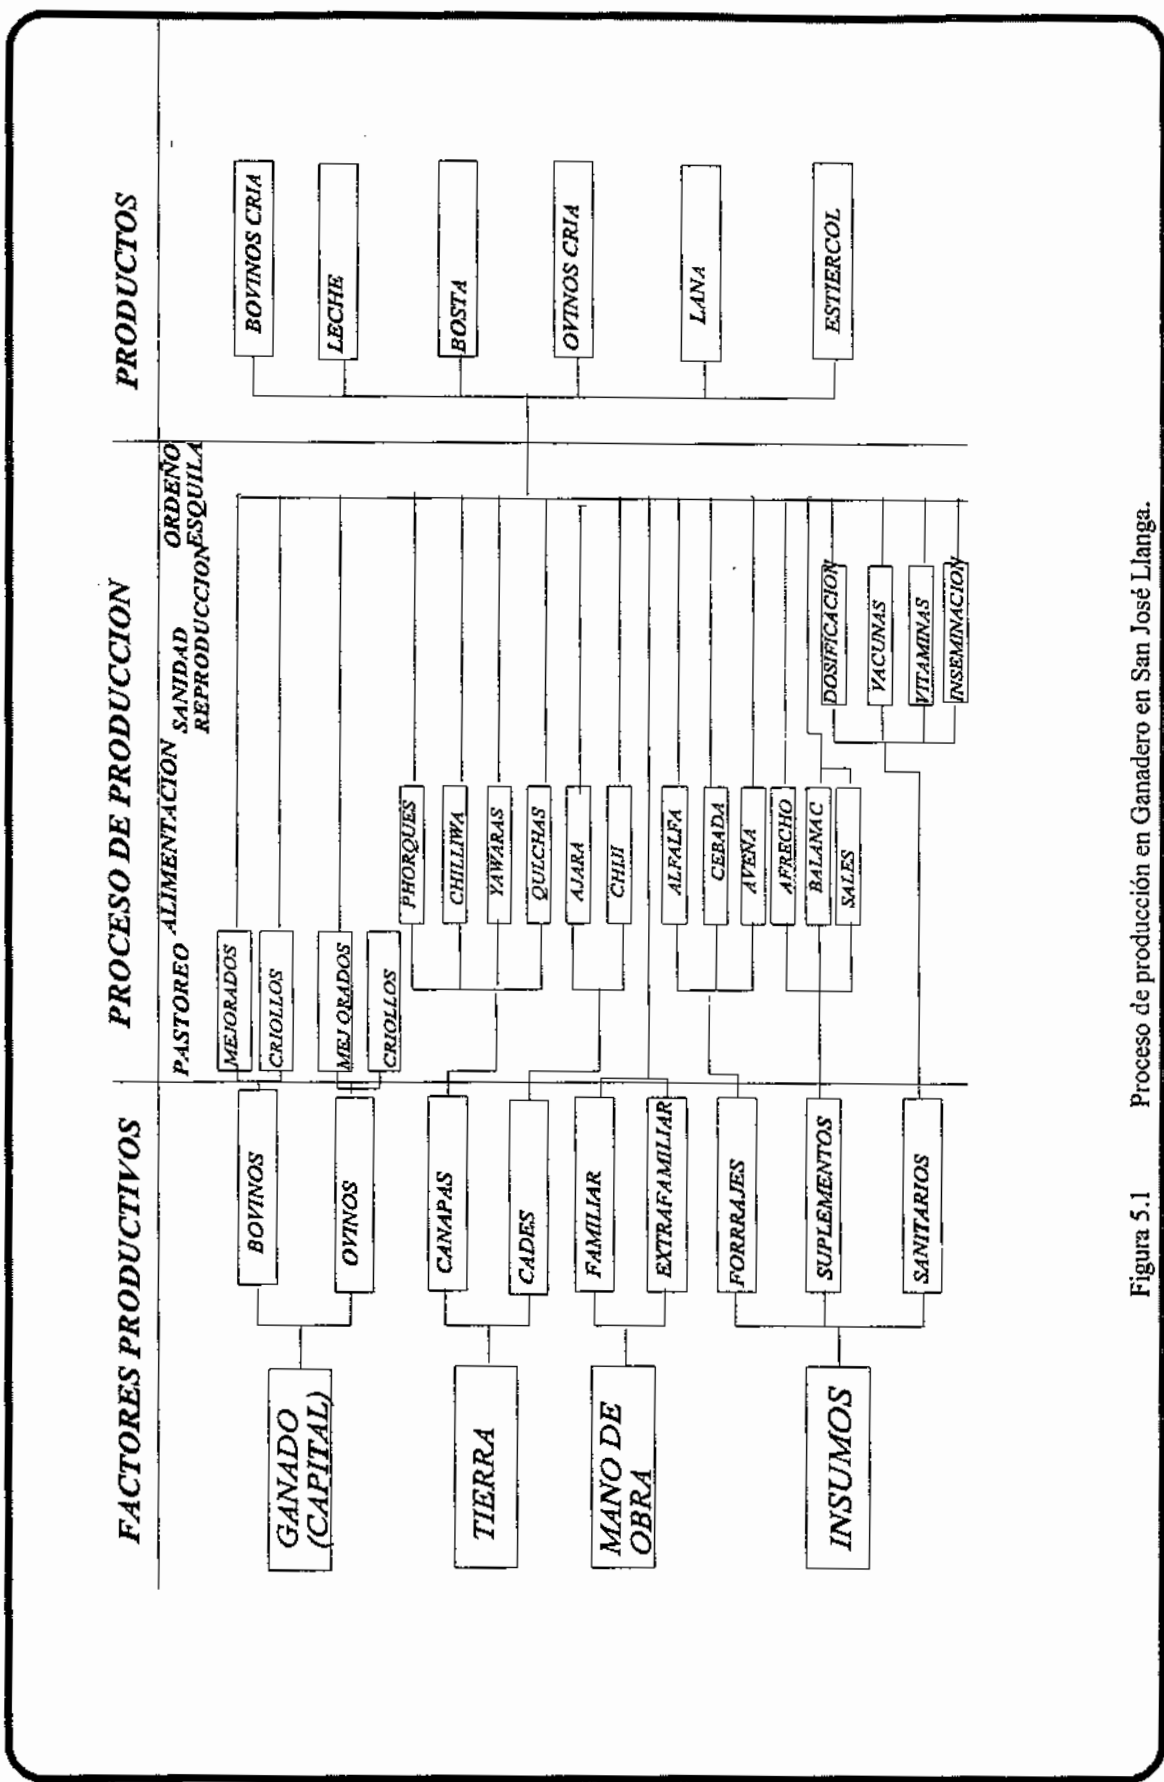 FACTORES PRODUCTIVOS
PROCESO DE PRODUCCION
PRODUCTOS
PASTOREO
ALIMENTACION
SANIDAD
REPRODUCCION
ORDEÑO
ESQUILA
GANADO
(CAPITAL)
BOVINOS
MEJORADOS
CRIOLLOS
OVINOS
MEJ ORADOS
CRIOLLOS
TIERRA
CANAPAS
PHORQUES
CHILLIWA
YAWARAS
QULCHAS
CADES
AJARA
CHIJI
MANO DE
OBRA
FAMILIAR
EXTRAFAMILIAR
INSUMOS
FORRRAJES
ALFALFA
CEBADA
AVENA
SUPLEMENTOS
AFRECHO
BALANAC
SALES
SANITARIOS
DOSIFICACION
VACUNAS
VITAMINAS
INSEMINACION
BOVINOS CRIA
LECHE
BOSTA
OVINOS CRIA
LANA
ESTIERCOL
Figura 5.1 Proceso de producción en Ganadero en San José Llanga.